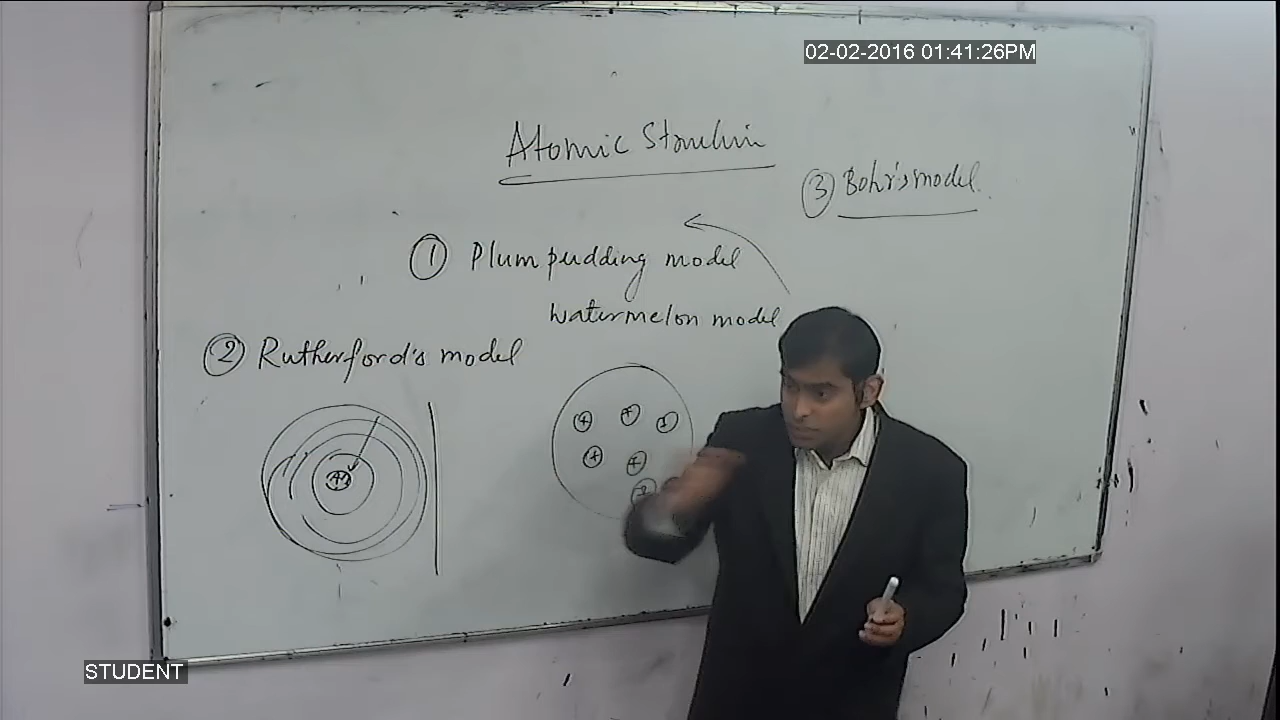 02-02-2016 01:41:26PM
Atomic
③ Bohr's model
① Plum pudding model
watermelon model
② Rutherford's model
+ + +
+ +
+
STUDENT